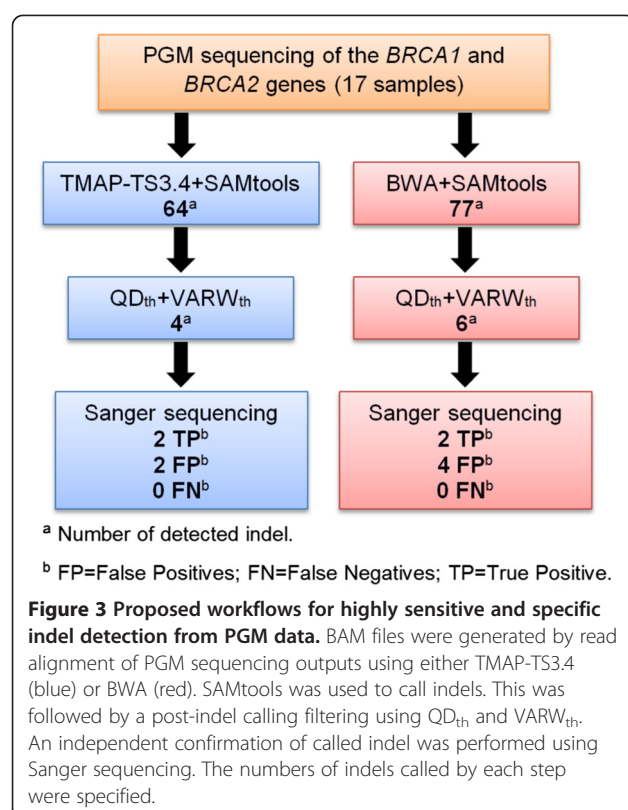 PGM sequencing of the BRCA1 and
BRCA2 genes (17 samples)
TMAP-TS3.4+SAMtools
64a
BWA+SAMtools
77a
QDth+VARWth
4a
QDth+VARWth
6a
Sanger sequencing
2 TPb
2 FPb
0 FNb
Sanger sequencing
2 TPb
4 FPb
0 FNb
a Number of detected indel.
b FP=False Positives; FN=False Negatives; TP=True Positive.
Figure 3 Proposed workflows for highly sensitive and specific
indel detection from PGM data. BAM files were generated by read
alignment of PGM sequencing outputs using either TMAP-TS3.4
(blue) or BWA (red). SAMtools was used to call indels. This was
followed by a post-indel calling filtering using QDth and VARWth.
An independent confirmation of called indel was performed using
Sanger sequencing. The numbers of indels called by each step
were specified.